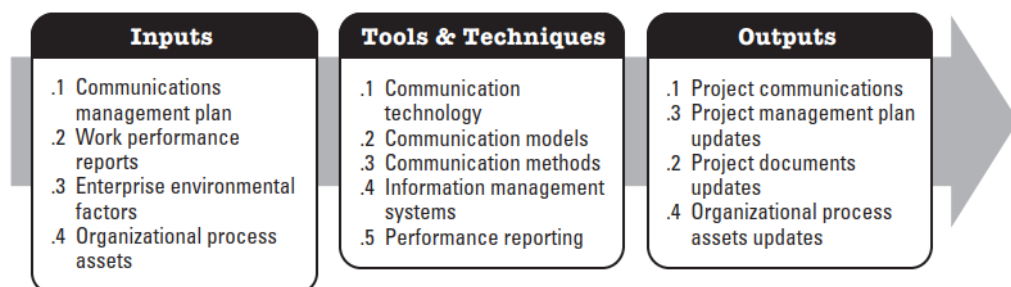 Inputs
.1 Communications
management plan
.2 Work performance
reports
.3 Enterprise environmental
factors
.4 Organizational process
assets
Tools & Techniques
.1 Communication
technology
.2 Communication models
.3 Communication methods
.4 Information management
systems
.5 Performance reporting
Outputs
.1 Project communications
.3 Project management plan
updates
.2 Project documents
updates
.4 Organizational process
assets updates